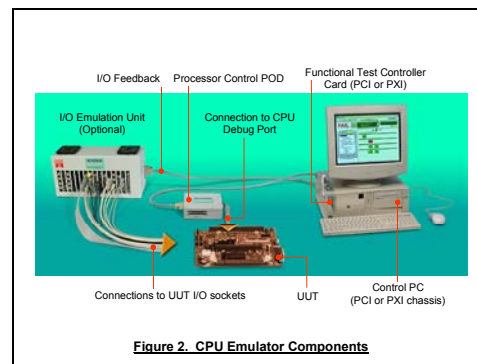 I/O Feedback
Processor Control POD
Functional Test Controller
Card (PCI or PXI)
I/O Emulation Unit
(Optional)
Connection to CPU
Debug Port
Connections to UUT I/O sockets
UUT
Control PC
(PCI or PXI chassis)
Figure 2. CPU Emulator Components